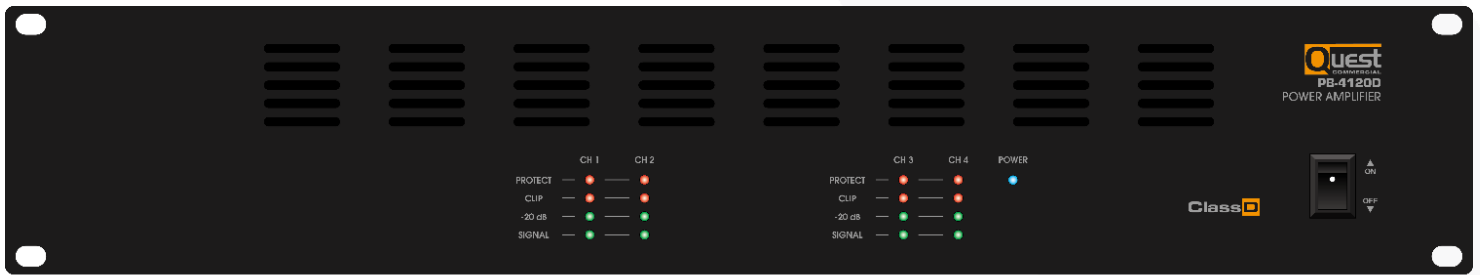 Quest
COMMERCIAL
PB-4120D
POWER AMPLIFIER
CH 1 CH 2
PROTECT
CLIP
-20 dB
SIGNAL
CH 3 CH 4 POWER
PROTECT
CLIP
-20 dB
SIGNAL
ClassD
ON
OFF